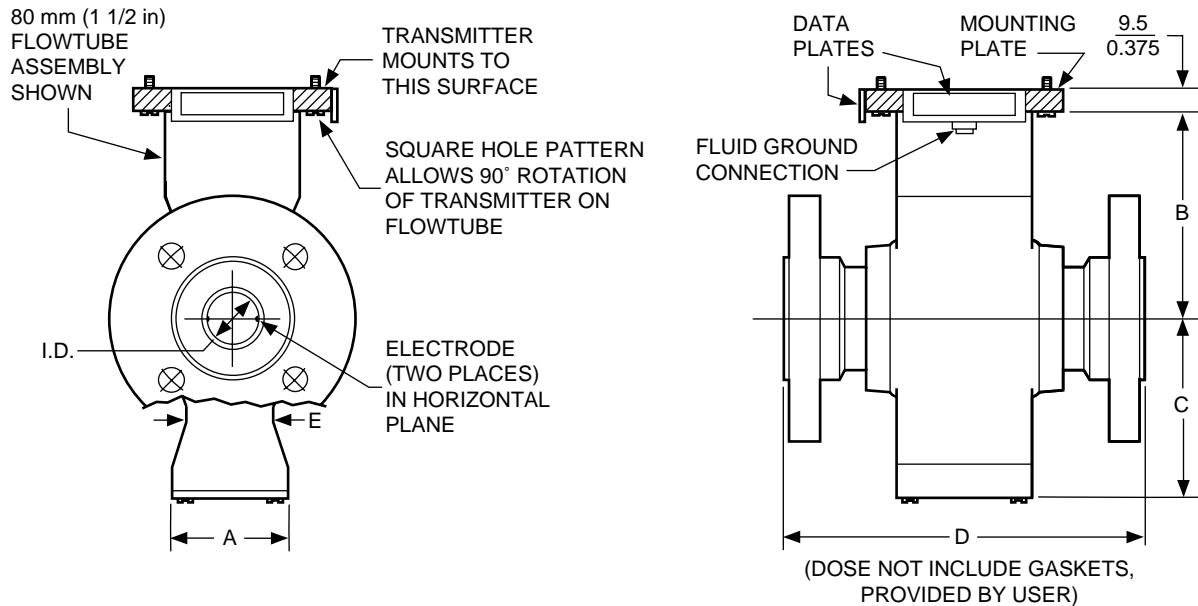 80 mm (1 1/2 in)
FLOWTUBE
ASSEMBLY
SHOWN
TRANSMITTER
MOUNTS TO
THIS SURFACE
SQUARE HOLE PATTERN
ALLOWS 90˚ ROTATION
OF TRANSMITTER ON
FLOWTUBE
I.D.
ELECTRODE
(TWO PLACES)
IN HORIZONTAL
PLANE
E
A
DATA
PLATES
MOUNTING
PLATE
9.5
0.375
FLUID GROUND
CONNECTION
B
C
D
(DOSE NOT INCLUDE GASKETS,
PROVIDED BY USER)